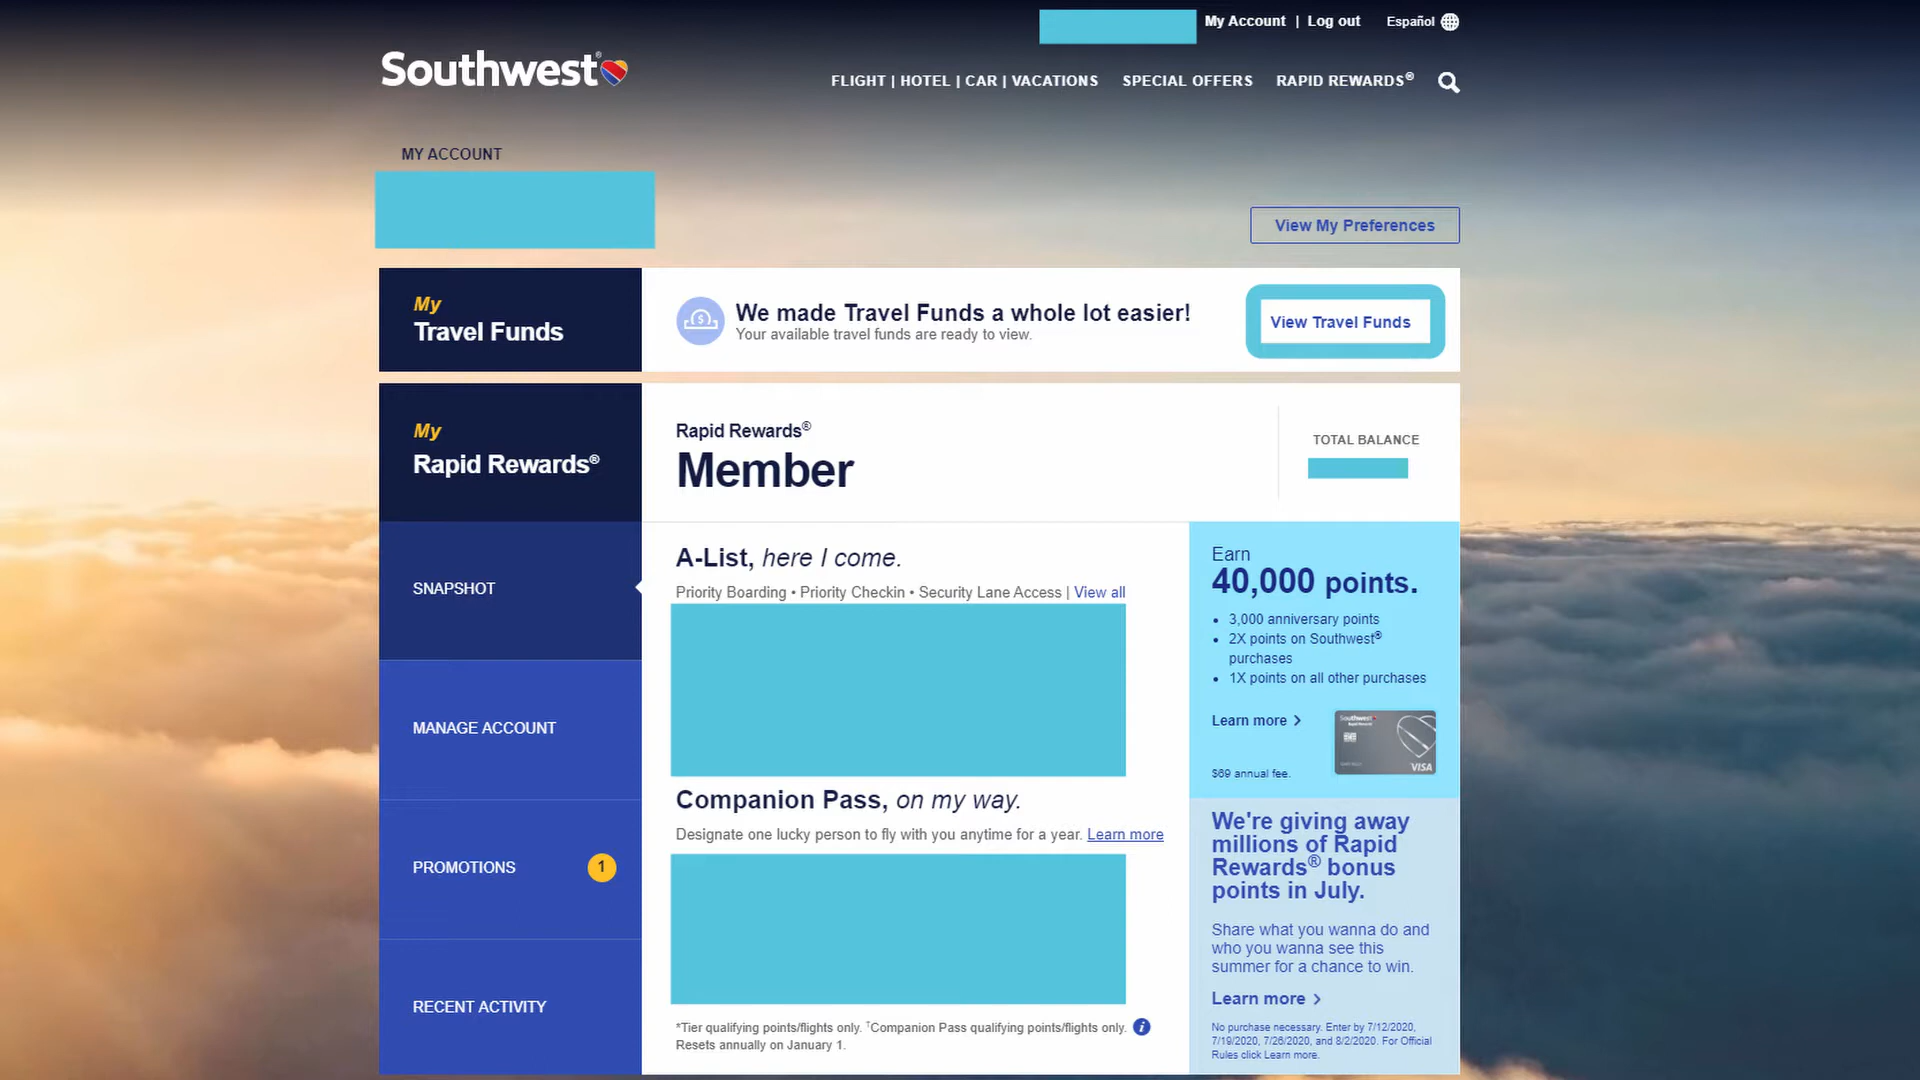 My Account | Log out Español
Southwest®
FLIGHT | HOTEL | CAR | VACATIONS SPECIAL OFFERS RAPID REWARDS®
MY ACCOUNT
View My Preferences
My
Travel Funds
We made Travel Funds a whole lot easier!
Your available travel funds are ready to view.
View Travel Funds
My
Rapid Rewards®
Rapid Rewards®
Member
TOTAL BALANCE
SNAPSHOT
MANAGE ACCOUNT
PROMOTIONS 1
RECENT ACTIVITY
A-List, here I come.
Priority Boarding • Priority Checkin • Security Lane Access | View all
Companion Pass, on my way.
Designate one lucky person to fly with you anytime for a year. Learn more
*Tier qualifying points/flights only. †Companion Pass qualifying points/flights only. i
Resets annually on January 1.
Earn
40,000 points.
• 3,000 anniversary points
• 2X points on Southwest®
purchases
• 1X points on all other purchases
Learn more >
$69 annual fee.
Southwest
Rapid Rewards
VISA
We're giving away
millions of Rapid
Rewards® bonus
points in July.
Share what you wanna do and
who you wanna see this
summer for a chance to win.
Learn more >
No purchase necessary. Enter by 7/12/2020,
7/19/2020, 7/26/2020, and 8/2/2020. For Official
Rules click Learn more.